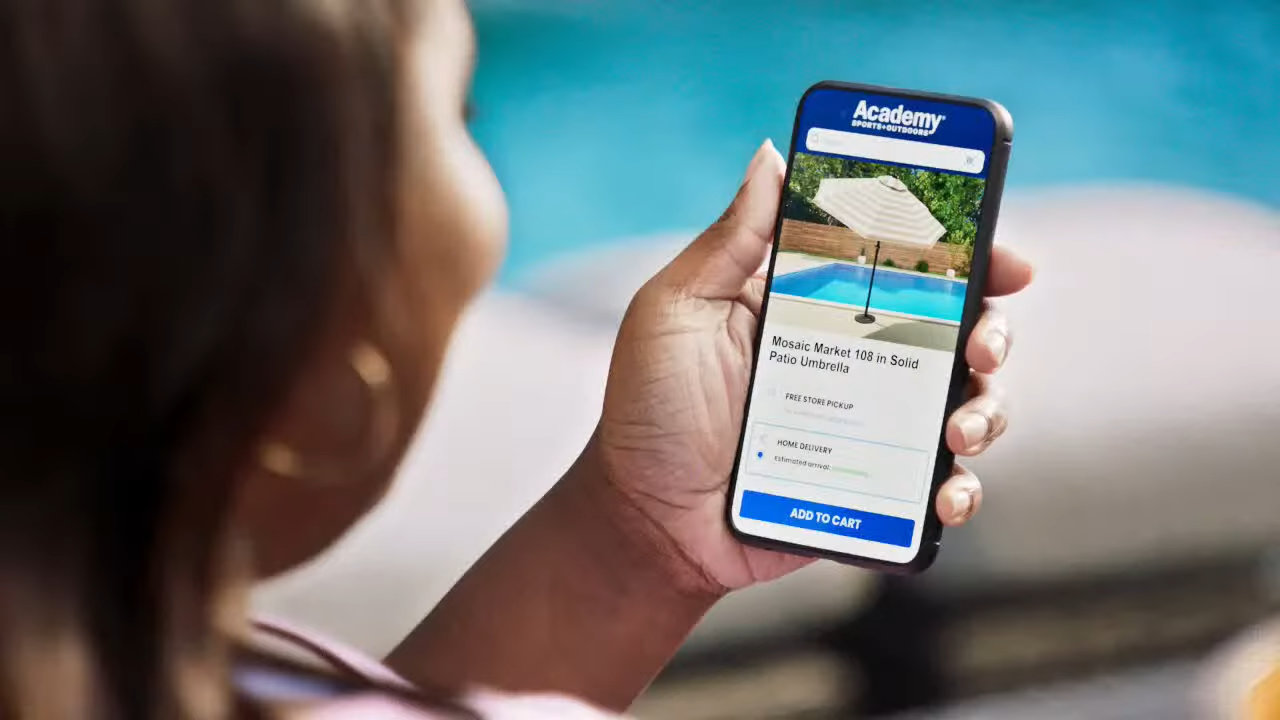 Academy
SPORTS+OUTDOORS
Mosaic Market 108 in Solid
Patio Umbrella
FREE STORE PICKUP
HOME DELIVERY
Estimated arrival:
ADD TO CART